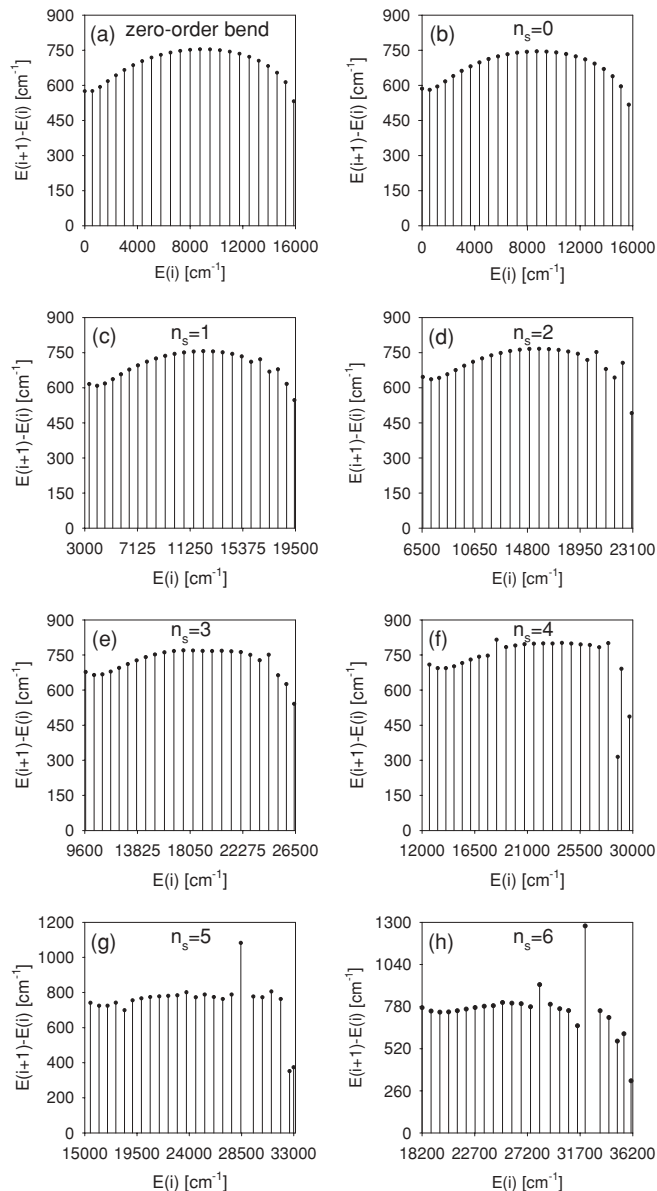 (a) zero-order bend
900
750
600
450
300
150
0
E(i+1)-E(i) [cm-1]
0 4000 8000 12000 16000
E(i) [cm-1]
(b) ns=0
900
750
600
450
300
150
0
E(i+1)-E(i) [cm-1]
0 4000 8000 12000 16000
E(i) [cm-1]
(c) ns=1
900
750
600
450
300
150
0
E(i+1)-E(i) [cm-1]
3000 7125 11250 15375 19500
E(i) [cm-1]
(d) ns=2
900
750
600
450
300
150
0
E(i+1)-E(i) [cm-1]
6500 10650 14800 18950 23100
E(i) [cm-1]
(e) ns=3
900
750
600
450
300
150
0
E(i+1)-E(i) [cm-1]
9600 13825 18050 22275 26500
E(i) [cm-1]
(f) ns=4
900
750
600
450
300
150
0
E(i+1)-E(i) [cm-1]
12000 16500 21000 25500 30000
E(i) [cm-1]
(g) ns=5
1200
1000
800
600
400
200
0
E(i+1)-E(i) [cm-1]
15000 19500 24000 28500 33000
E(i) [cm-1]
(h) ns=6
1300
1040
780
520
260
0
E(i+1)-E(i) [cm-1]
18200 22700 27200 31700 36200
E(i) [cm-1]